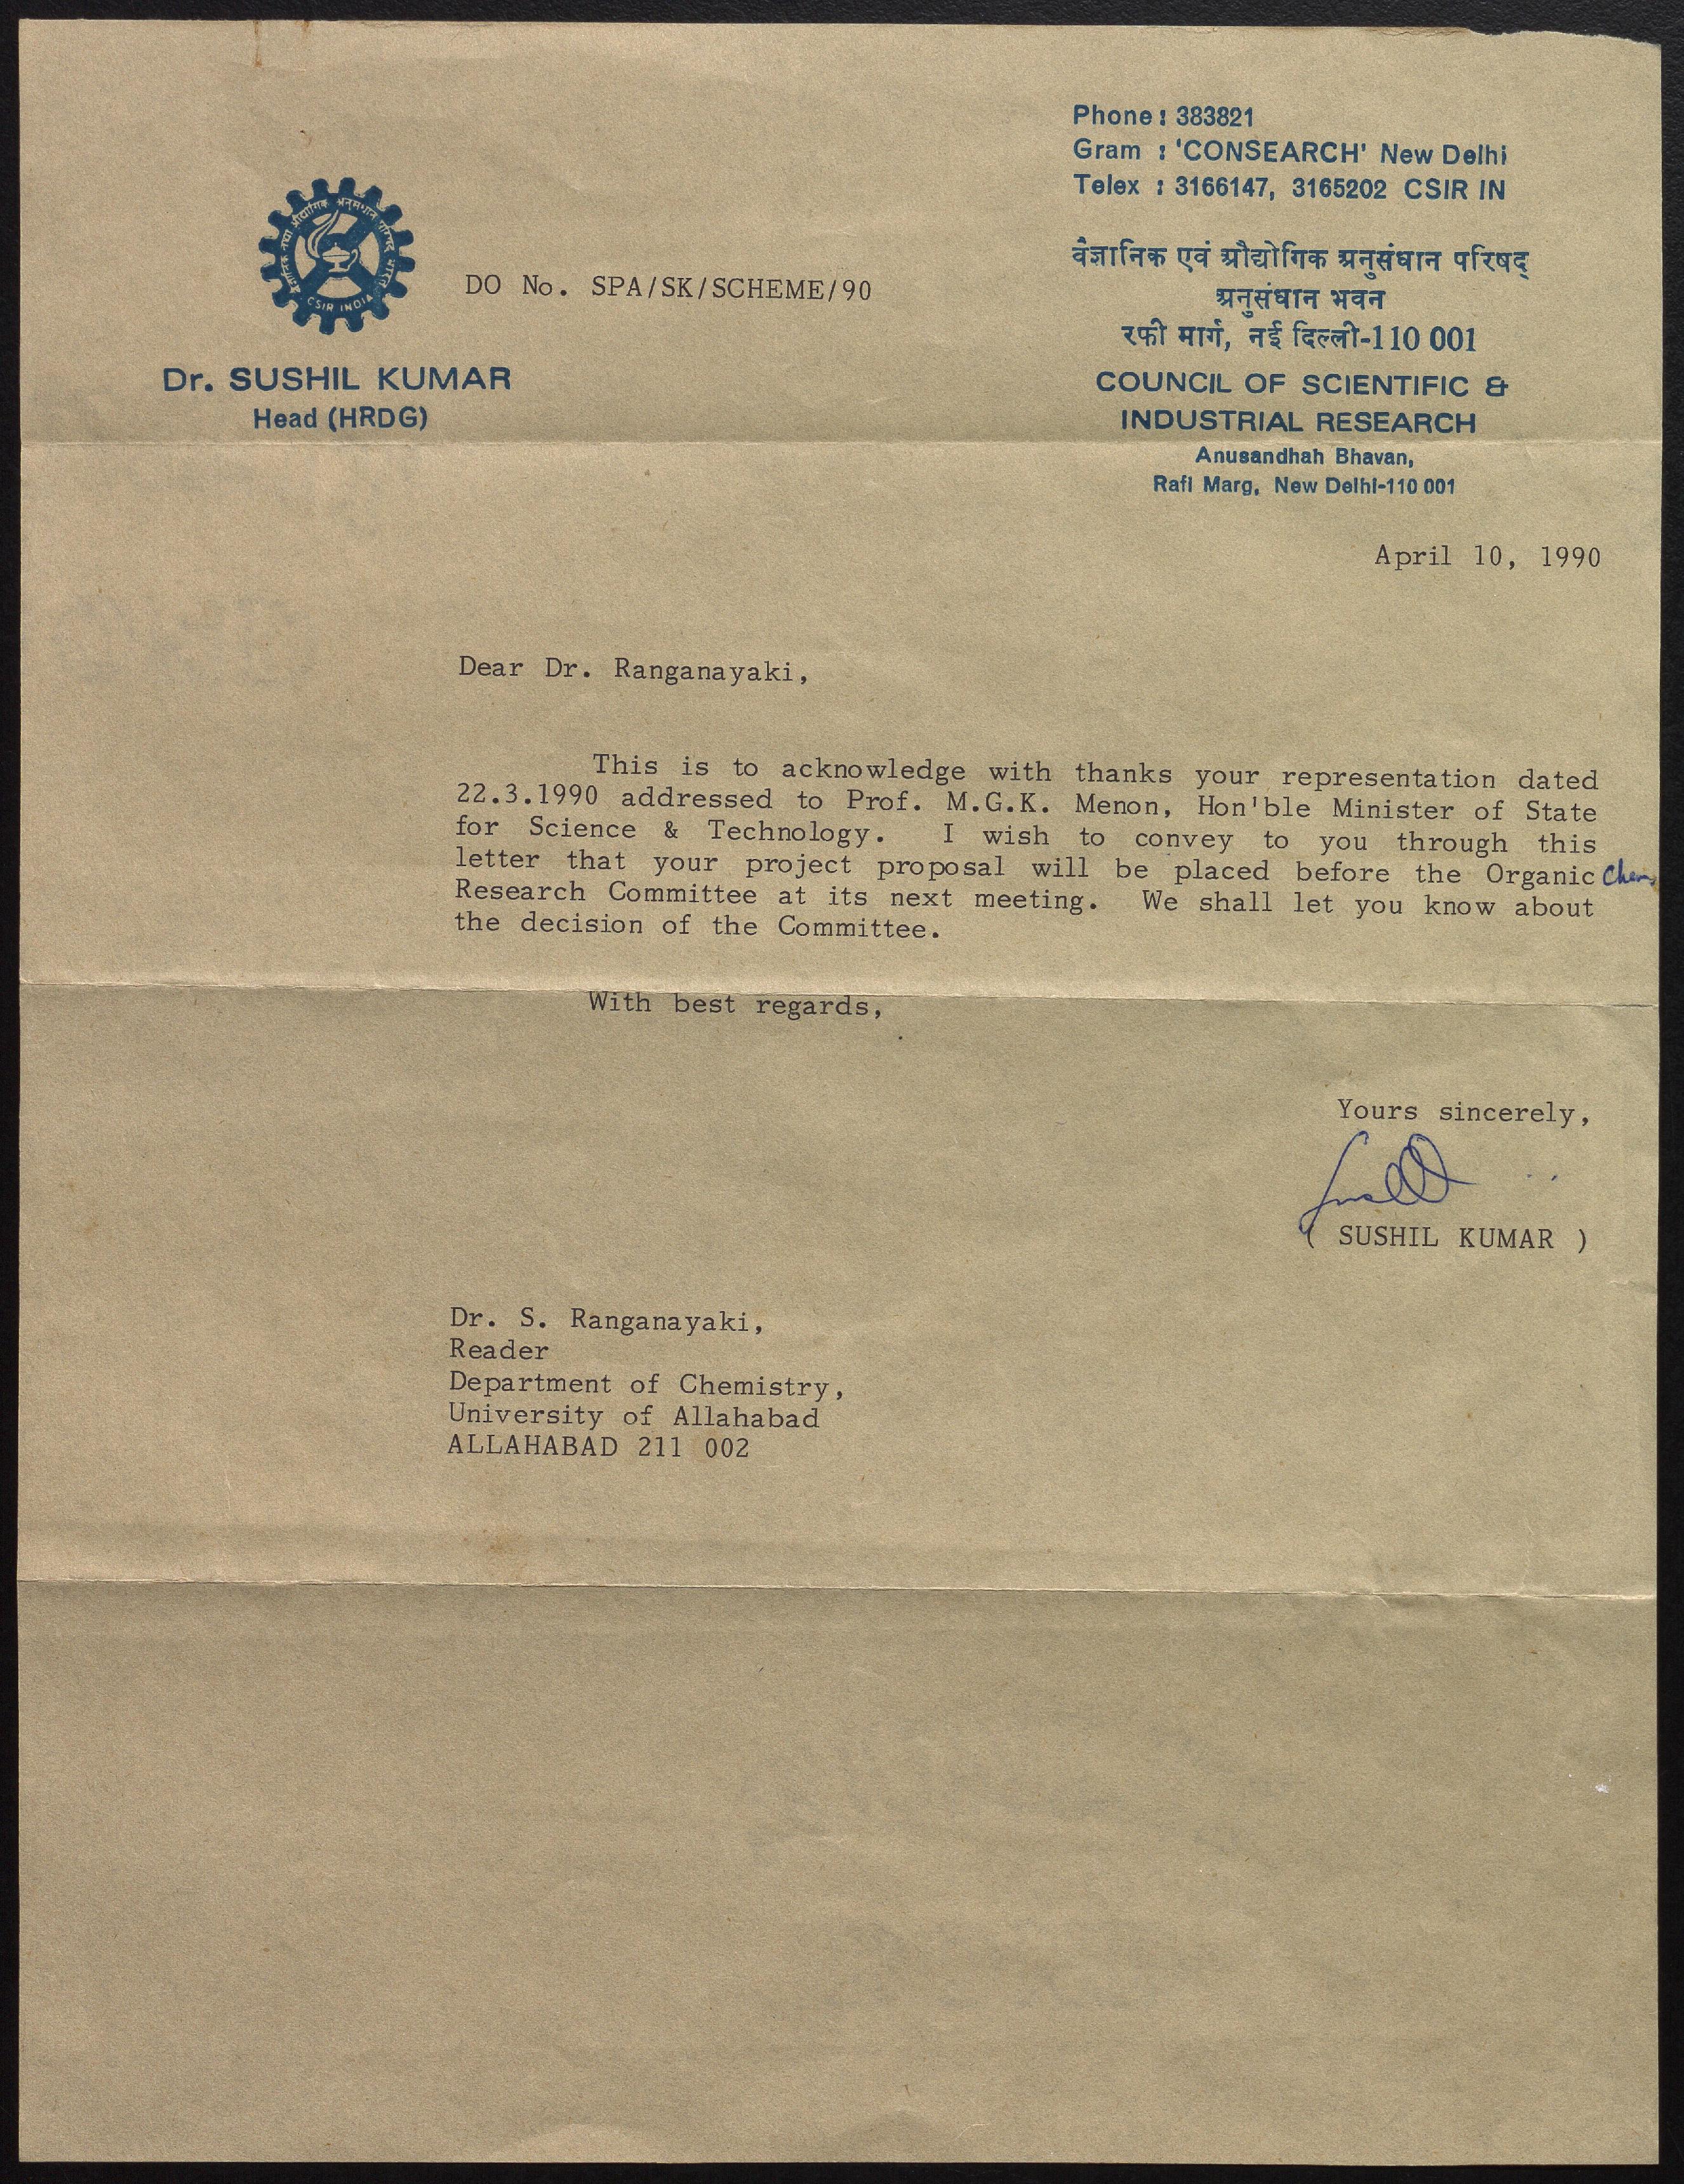 Phone : 383821
Gram : 'CONSEARCH' New Delhi
Telex : 3166147, 3165202 CSIR IN
वैज्ञानिक एवं औद्योगिक अनुसंधान परिषद्
अनुसंधान भवन
रफी मार्ग, नई दिल्ली-110 001
COUNCIL OF SCIENTIFIC &
INDUSTRIAL RESEARCH
Anusandhah Bhavan,
Rafi Marg, New Delhi-110 001
CSIR INDIA
DO No. SPA/SK/SCHEME/90
Dr. SUSHIL KUMAR
Head (HRDG)
April 10, 1990
Dear Dr. Ranganayaki,
This is to acknowledge with thanks your representation dated
22.3.1990 addressed to Prof. M.G.K. Menon, Hon'ble Minister of State
for Science & Technology. I wish to convey to you through this
letter that your project proposal will be placed before the Organic Chem.
Research Committee at its next meeting. We shall let you know about
the decision of the Committee.
With best regards,
Yours sincerely,
( SUSHIL KUMAR )
Dr. S. Ranganayaki,
Reader
Department of Chemistry,
University of Allahabad
ALLAHABAD 211 002